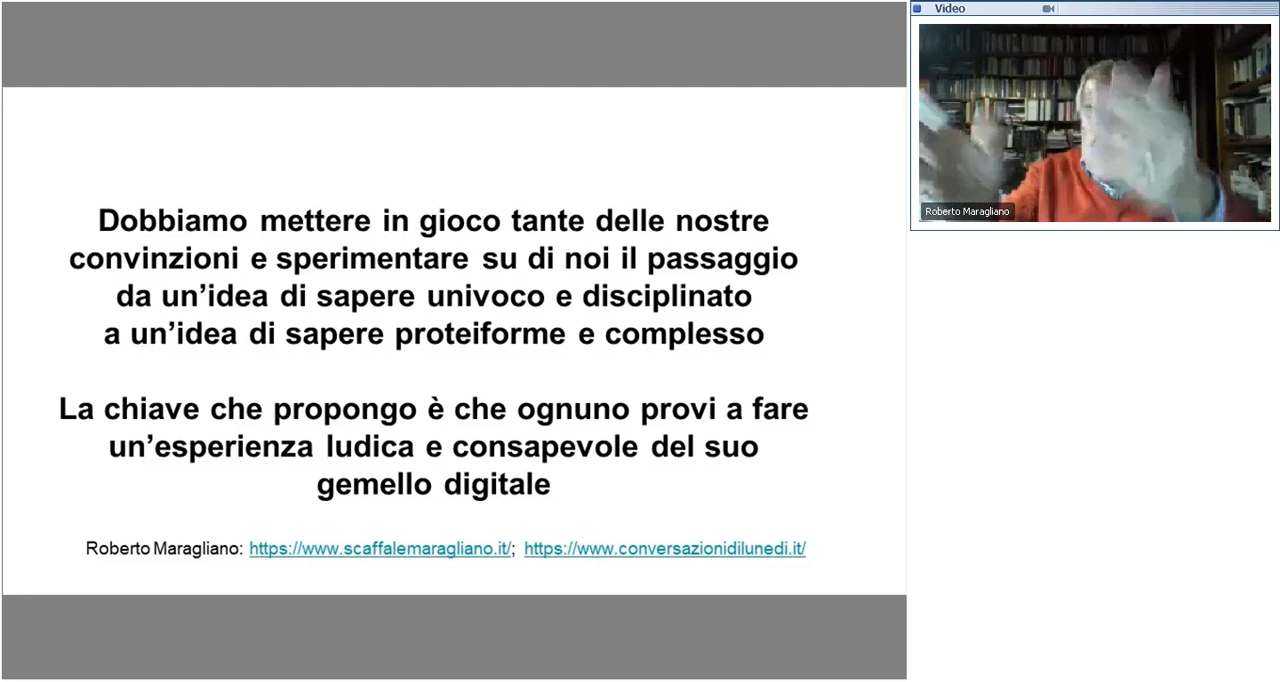 Video
Dobbiamo mettere in gioco tante delle nostre
convinzioni e sperimentare su di noi il passaggio
da un’idea di sapere univoco e disciplinato
a un’idea di sapere proteiforme e complesso
La chiave che propongo è che ognuno provi a fare
un’esperienza ludica e consapevole del suo
gemello digitale
Roberto Maragliano: https://www.scaffalemaragliano.it/; https://www.conversazionidilunedi.it/
Roberto Maragliano